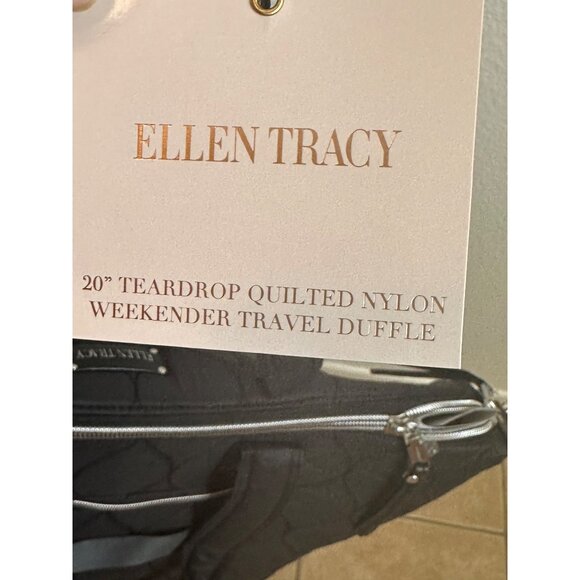 ELLEN TRACY
20” TEARDROP QUILTED NYLON
WEEKENDER TRAVEL DUFFLE
ELLEN TRACY